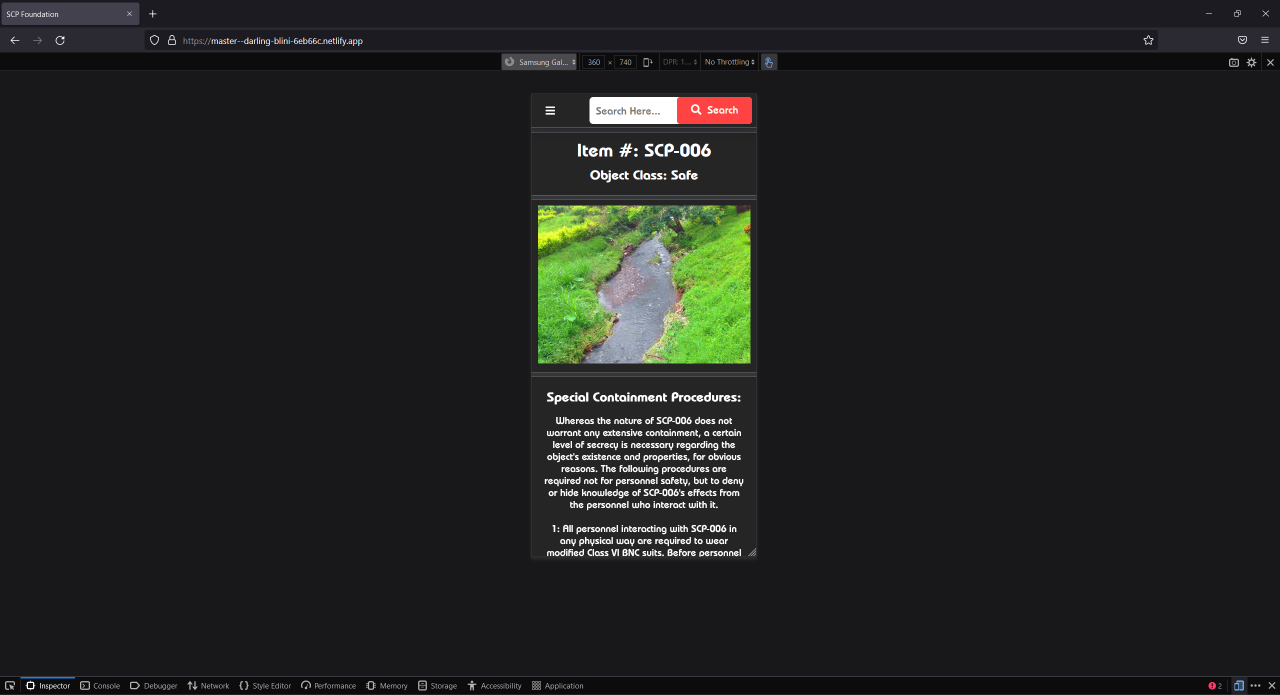 SCP Foundation
https://master--darling-blini-6eb66c.netlify.app
Samsung Gal... 360 × 740 DPR: 1... No Throttling
Search Here... Search
Item #: SCP-006
Object Class: Safe
Special Containment Procedures:
Whereas the nature of SCP-006 does not
warrant any extensive containment, a certain
level of secrecy is necessary regarding the
object's existence and properties, for obvious
reasons. The following procedures are
required not for personnel safety, but to deny
or hide knowledge of SCP-006's effects from
the personnel who interact with it.
1: All personnel interacting with SCP-006 in
any physical way are required to wear
modified Class VI BNC suits. Before personnel
Inspector Console Debugger Network Style Editor Performance Memory Storage Accessibility Application 2